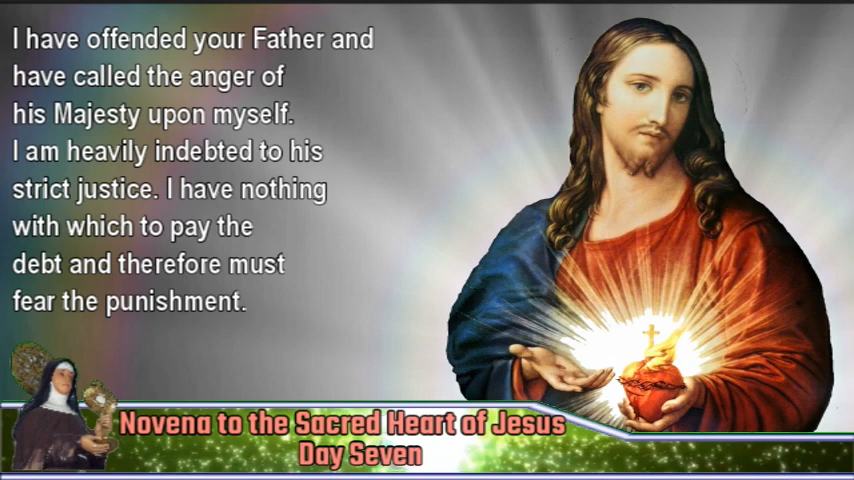 I have offended your Father and
have called the anger of
his Majesty upon myself.
I am heavily indebted to his
strict justice. I have nothing
with which to pay the
debt and therefore must
fear the punishment.
Novena to the Sacred Heart of Jesus
Day Seven